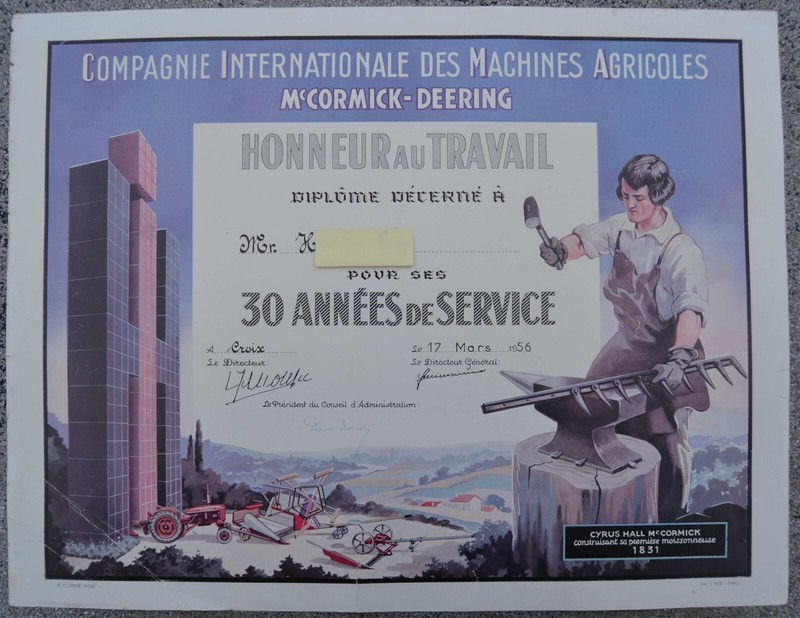 COMPAGNIE INTERNATIONALE DES MACHINES AGRICOLES
McCORMICK-DEERING
HONNEUR AU TRAVAIL
DIPLÔME DÉCERNÉ À
Mr. H
POUR SES
30 ANNÉES DE SERVICE
A Croix
Le 17 Mars 1956
Le Directeur:
Le Directeur Général:
Le Président du Conseil d'Administration:
CYRUS HALL McCORMICK
construisant sa première moissonneuse
1831